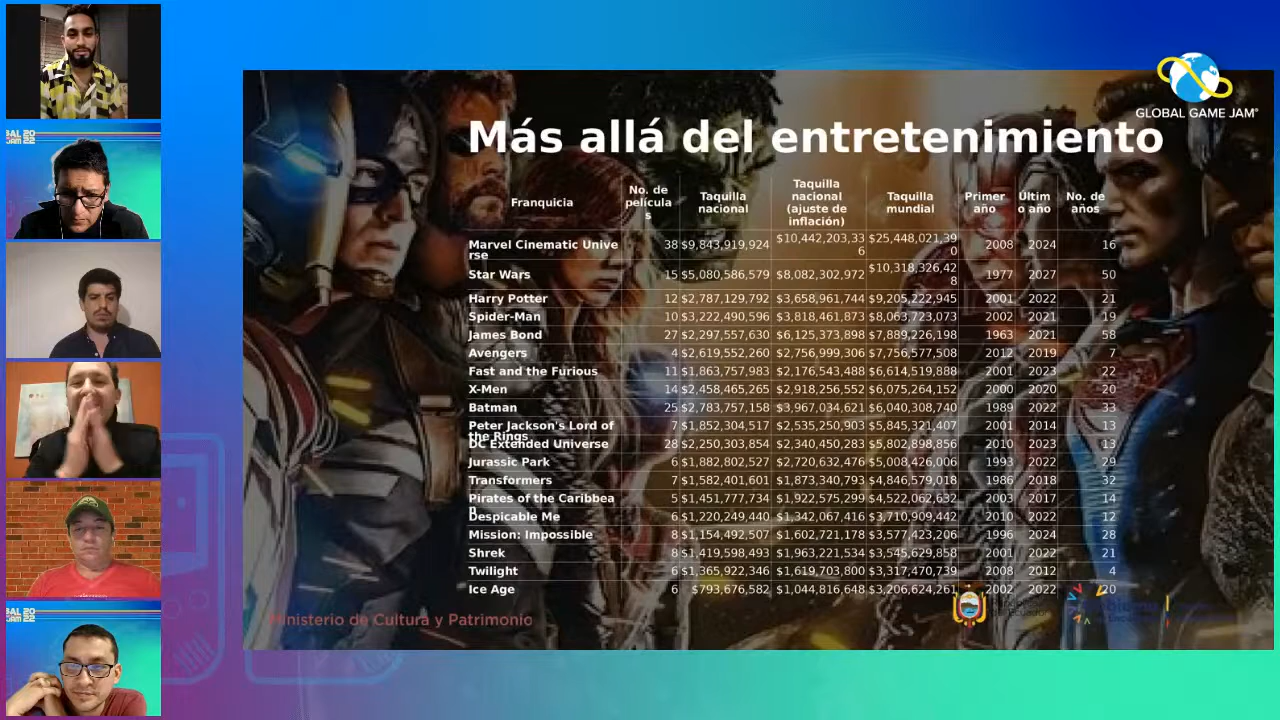 GLOBAL GAME JAM
Más allá del entretenimiento
Franquicia No. de películas Taquilla nacional Taquilla nacional (ajuste de inflación) Taquilla mundial Primer año Último año No. de años
Marvel Cinematic Universe 38 $9,843,919,924 $10,442,203,336 $25,448,021,390 2008 2024 16
Star Wars 15 $5,080,586,579 $8,082,302,972 $10,318,326,428 1977 2027 50
Harry Potter 12 $2,787,129,792 $3,658,961,744 $9,205,222,945 2001 2022 21
Spider-Man 10 $3,222,490,596 $3,818,461,873 $8,063,723,073 2002 2021 19
James Bond 27 $2,297,557,630 $6,125,373,898 $7,889,226,198 1963 2021 58
Avengers 4 $2,619,552,260 $2,756,999,306 $7,756,577,508 2012 2019 7
Fast and the Furious 11 $1,863,757,983 $2,176,543,488 $6,614,519,888 2001 2023 22
X-Men 14 $2,458,465,265 $2,918,256,552 $6,075,264,152 2000 2020 20
Batman 25 $2,783,757,158 $3,967,034,621 $6,040,308,740 1989 2022 33
Peter Jackson's Lord of the Rings 7 $1,852,304,517 $2,535,250,903 $5,845,321,407 2001 2014 13
DC Extended Universe 28 $2,250,303,854 $2,340,450,283 $5,802,898,856 2010 2023 13
Jurassic Park 6 $1,882,802,527 $2,720,632,476 $5,008,426,006 1993 2022 29
Transformers 7 $1,582,401,601 $1,873,340,793 $4,846,579,018 1986 2018 32
Pirates of the Caribbean 5 $1,451,777,734 $1,922,575,299 $4,522,062,632 2003 2017 14
Despicable Me 6 $1,220,249,440 $1,342,067,416 $3,710,909,442 2010 2022 12
Mission: Impossible 8 $1,154,492,507 $1,602,721,178 $3,577,423,206 1996 2024 28
Shrek 8 $1,419,598,493 $1,963,221,534 $3,545,629,858 2001 2022 21
Twilight 6 $1,365,922,346 $1,619,703,800 $3,317,470,739 2008 2012 4
Ice Age 6 $793,676,582 $1,044,816,648 $3,206,624,261 2002 2022 20
Ministerio de Cultura y Patrimonio